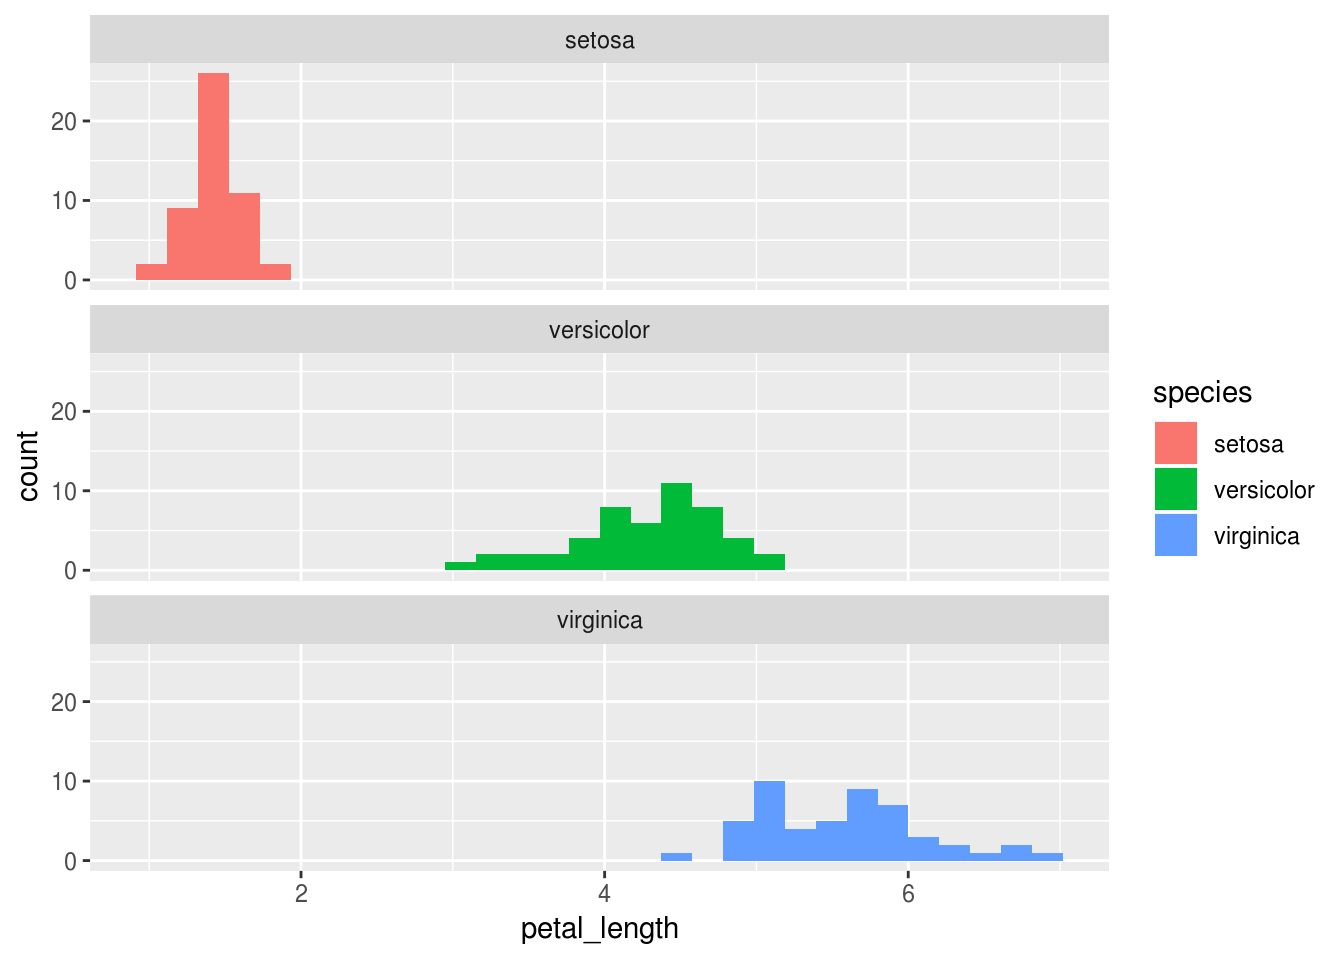 setosa
20
10
0
versicolor
20
10
0
count
virginica
20
10
0
2 4 6
petal_length
species
setosa
versicolor
virginica